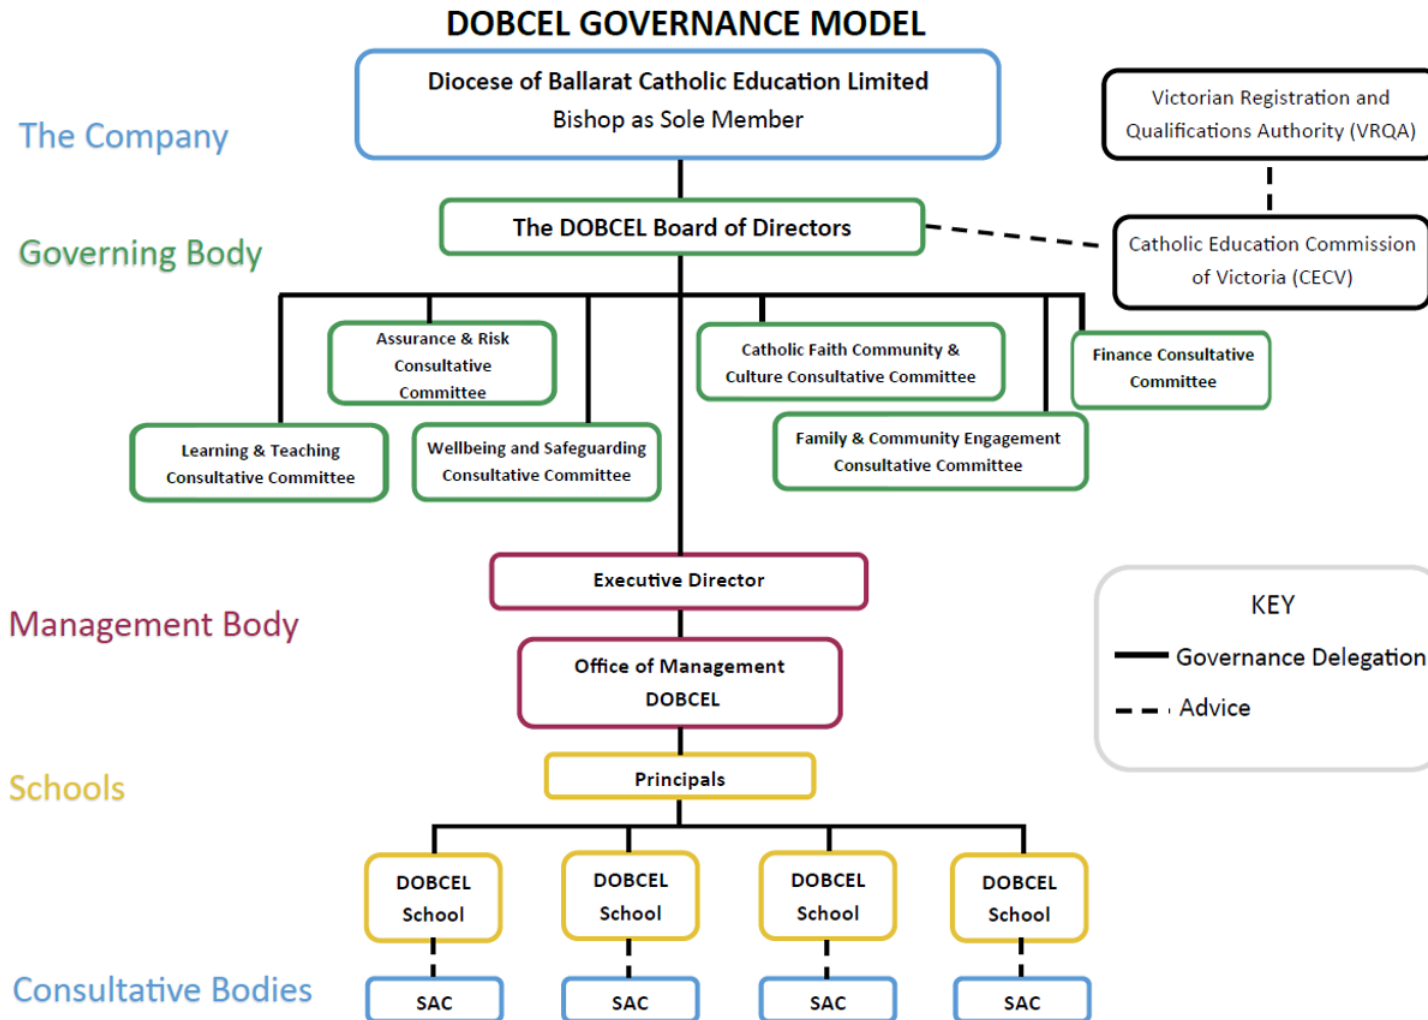 DOBCEL GOVERNANCE MODEL
Diocese of Ballarat Catholic Education Limited
Bishop as Sole Member
Victorian Registration and
Qualifications Authority (VRQA)
The Company
The DOBCEL Board of Directors
Governing Body
Catholic Education Commission
of Victoria (CECV)
Assurance & Risk
Consultative
Committee
Catholic Faith Community &
Culture Consultative Committee
Finance Consultative
Committee
Learning & Teaching
Consultative Committee
Wellbeing and Safeguarding
Consultative Committee
Family & Community Engagement
Consultative Committee
Executive Director
Management Body
Office of Management
DOBCEL
KEY
Governance Delegation
Advice
Schools
Principals
DOBCEL
School
DOBCEL
School
DOBCEL
School
DOBCEL
School
Consultative Bodies
SAC
SAC
SAC
SAC